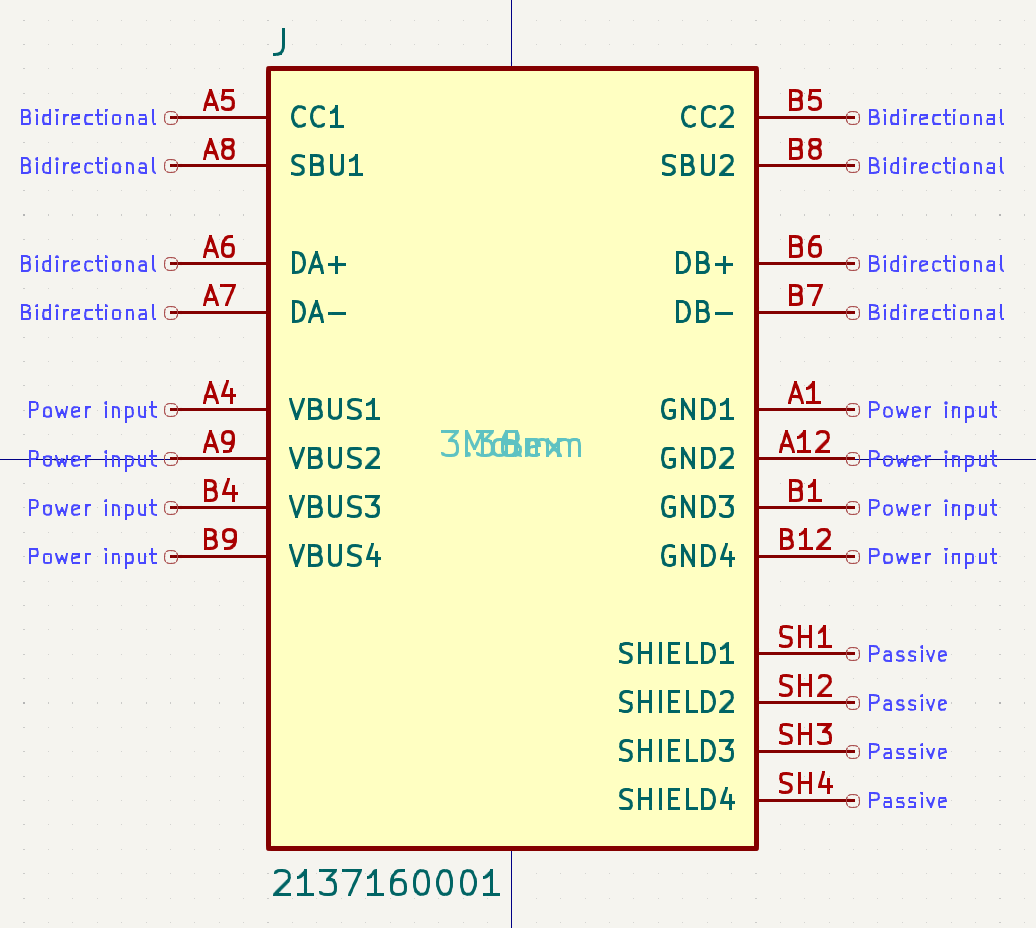 J
Bidirectional A5 CC1 CC2 B5 Bidirectional
Bidirectional A8 SBU1 SBU2 B8 Bidirectional
Bidirectional A6 DA+ DB+ B6 Bidirectional
Bidirectional A7 DA- DB- B7 Bidirectional
Power input A4 VBUS1 GND1 A1 Power input
Power input A9 VBUS2 GND2 A12 Power input
Power input B4 VBUS3 GND3 B1 Power input
Power input B9 VBUS4 GND4 B12 Power input
SHIELD1 SH1 Passive
SHIELD2 SH2 Passive
SHIELD3 SH3 Passive
SHIELD4 SH4 Passive
2137160001